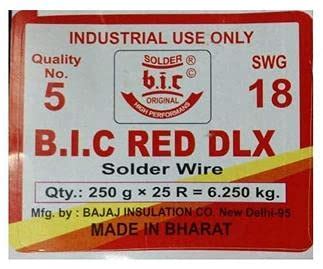 INDUSTRIAL USE ONLY
Quality No. 5
SOLDER
b.i.c
® ©
ORIGINAL
HIGH PERFORMANS
SWG 18
B.I.C RED DLX
Solder Wire
Qty.: 250 g × 25 R = 6.250 kg.
Mfg. by : BAJAJ INSULATION CO. New Delhi-95
MADE IN BHARAT